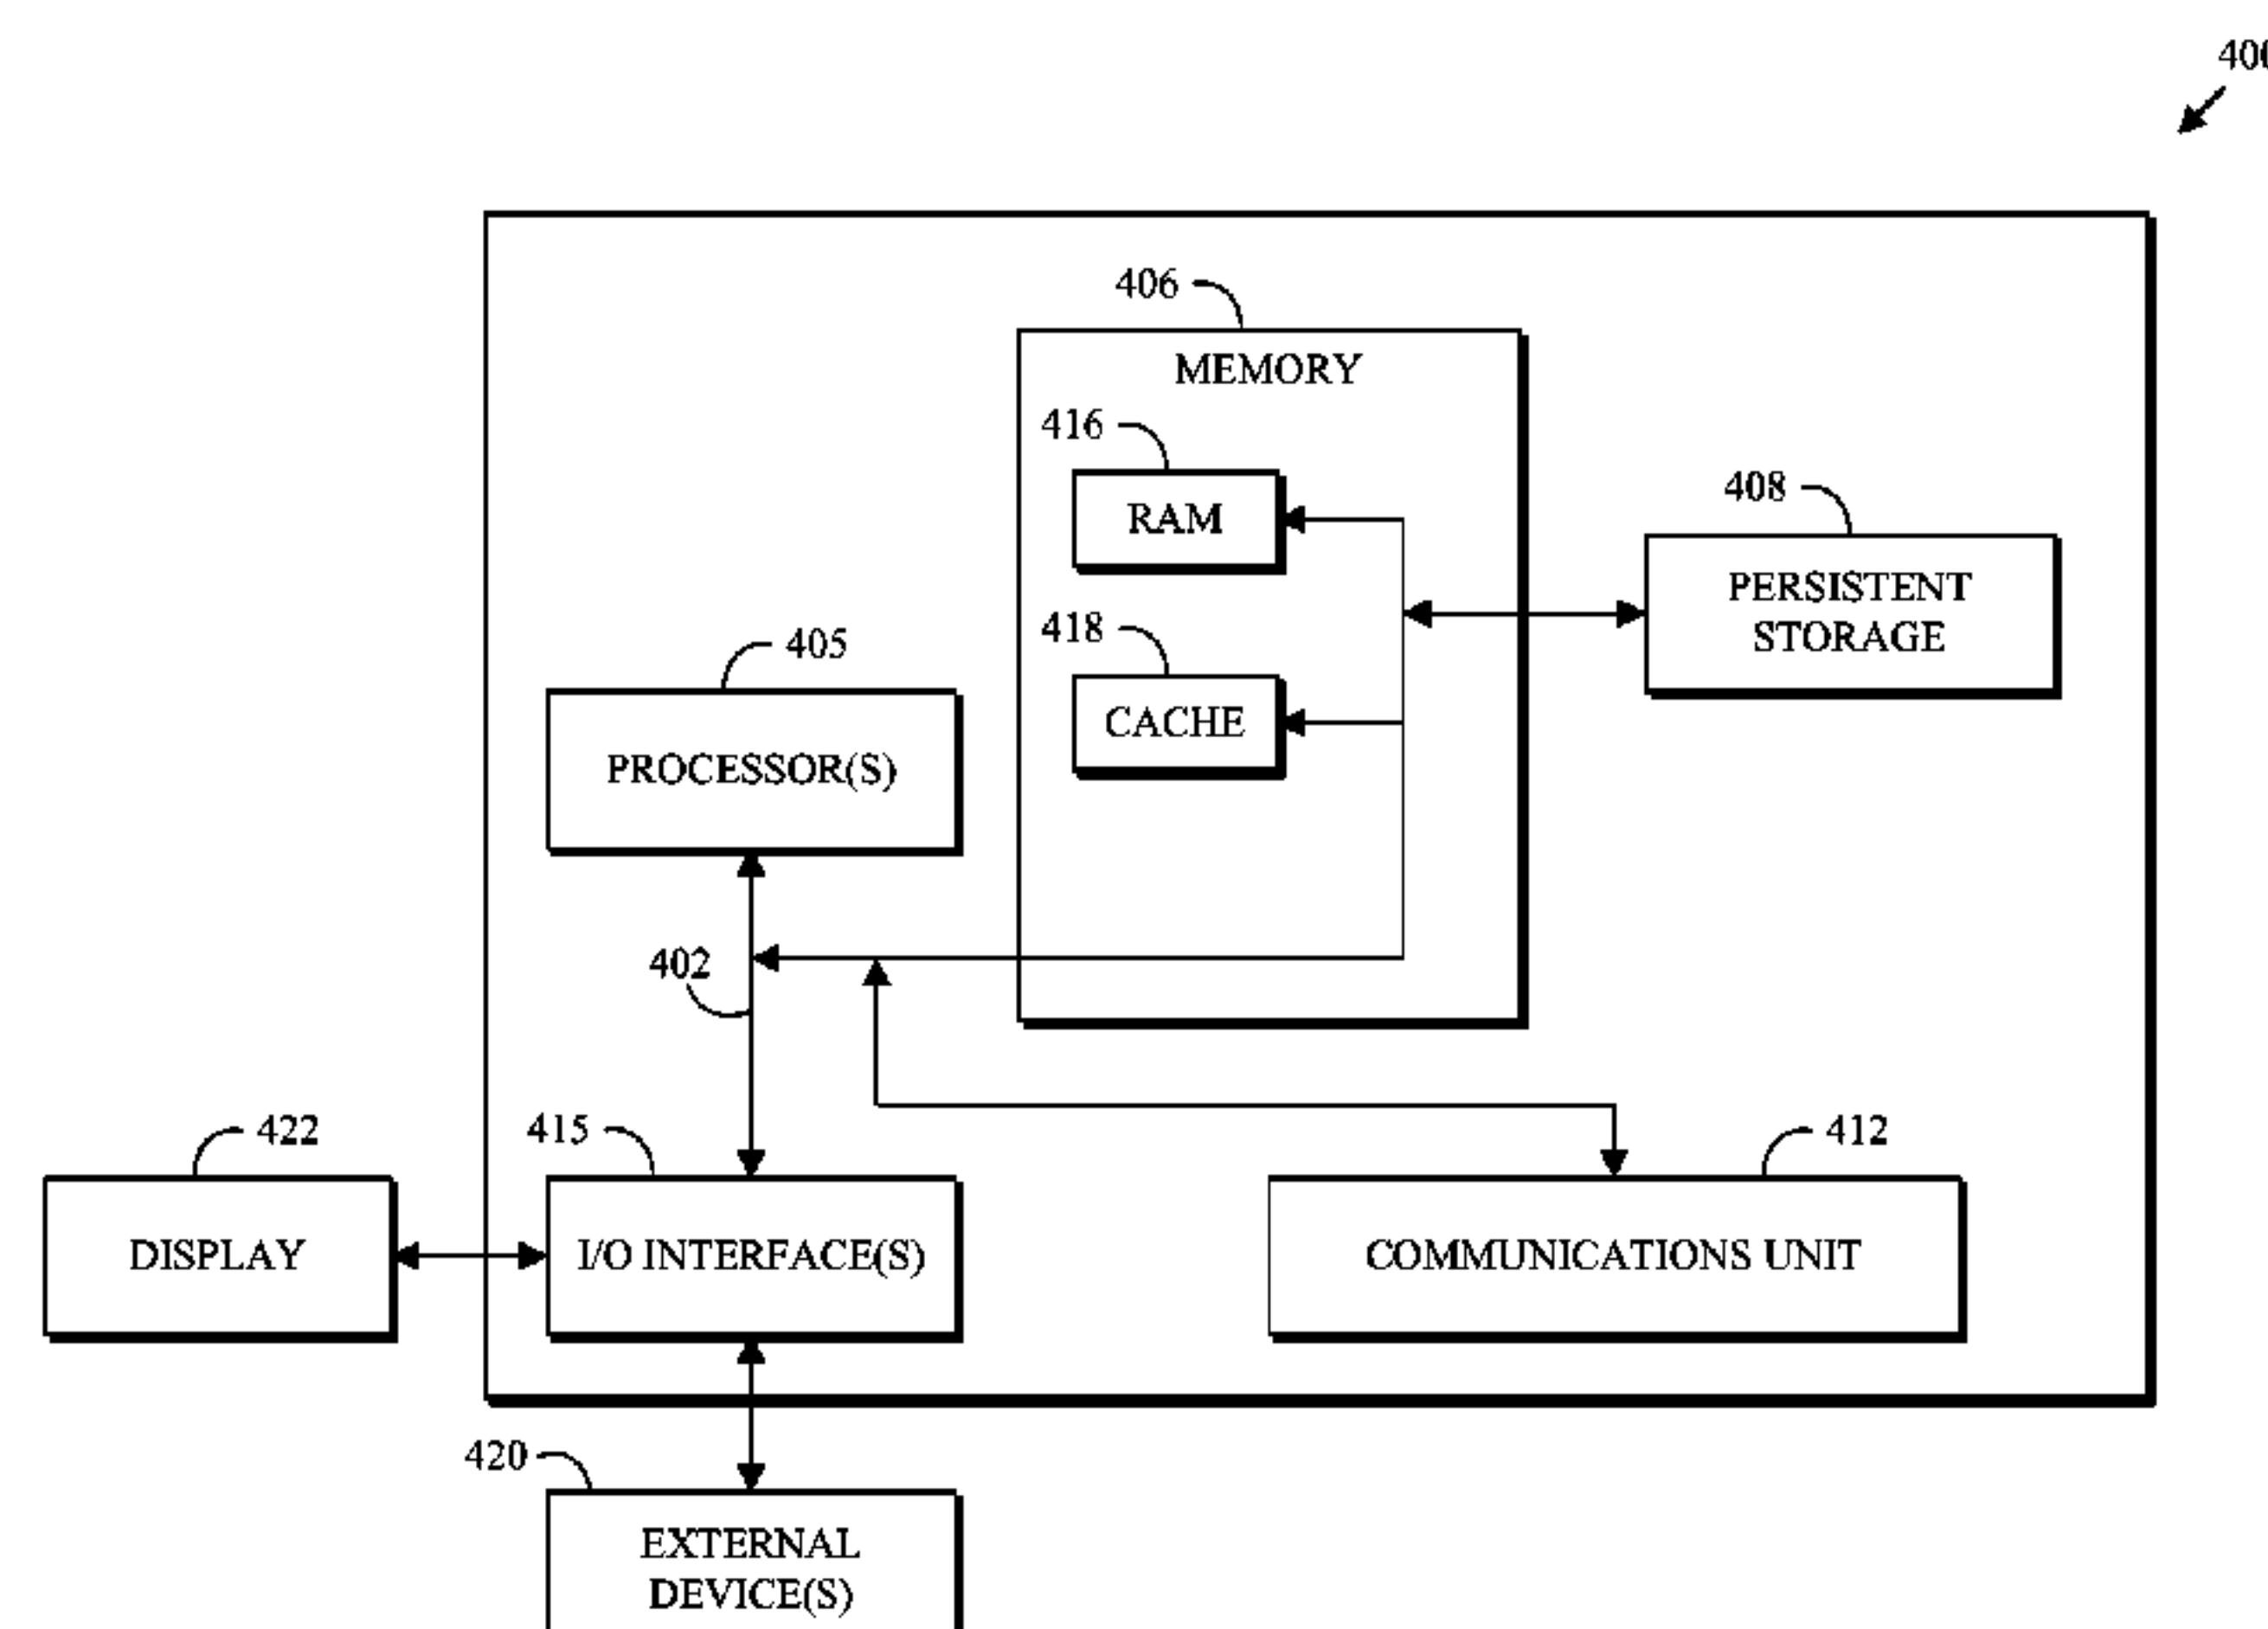 400
406
MEMORY
416
RAM
408
PERSISTENT
STORAGE
418
CACHE
405
PROCESSOR(S)
402
422
DISPLAY
415
I/O INTERFACE(S)
412
COMMUNICATIONS UNIT
420
EXTERNAL
DEVICE(S)